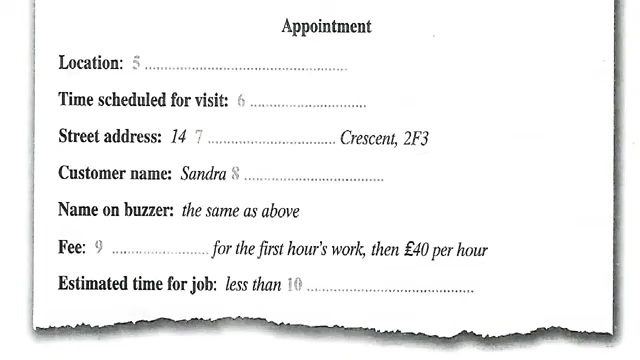 Appointment
Location: 5 ..........................................................
Time scheduled for visit: 6 .................................
Street address: 14 7 .................................... Crescent, 2F3
Customer name: Sandra 8 .......................................
Name on buzzer: the same as above
Fee: 9 ........................... for the first hour's work, then £40 per hour
Estimated time for job: less than 10 ...............................................